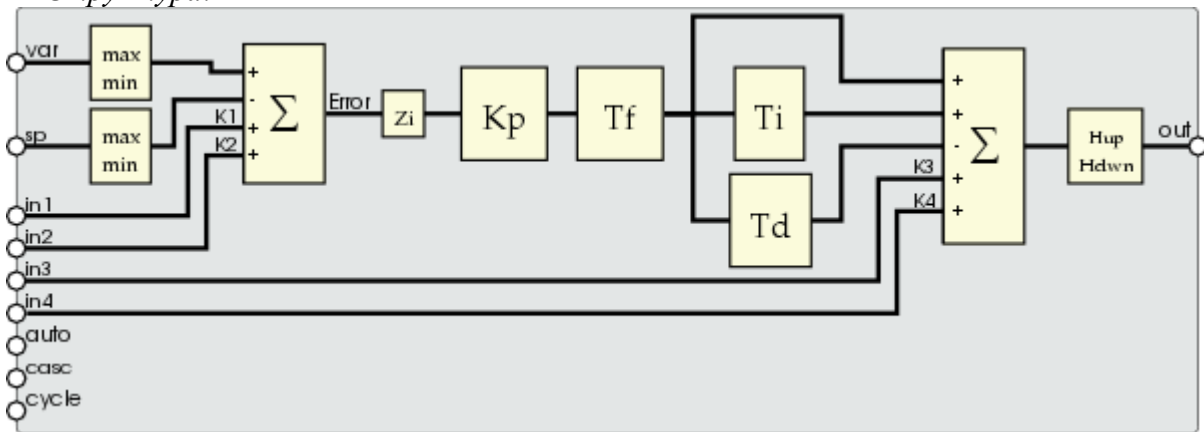 var
max
min
sp
max
min
K1
K2
+
-
+
+
Σ
Error
Zi
Kp
Tf
Ti
Td
+
+
-
K3
+
K4
+
Σ
Hup
Hdwn
out
in1
in2
in3
in4
auto
casc
cycle